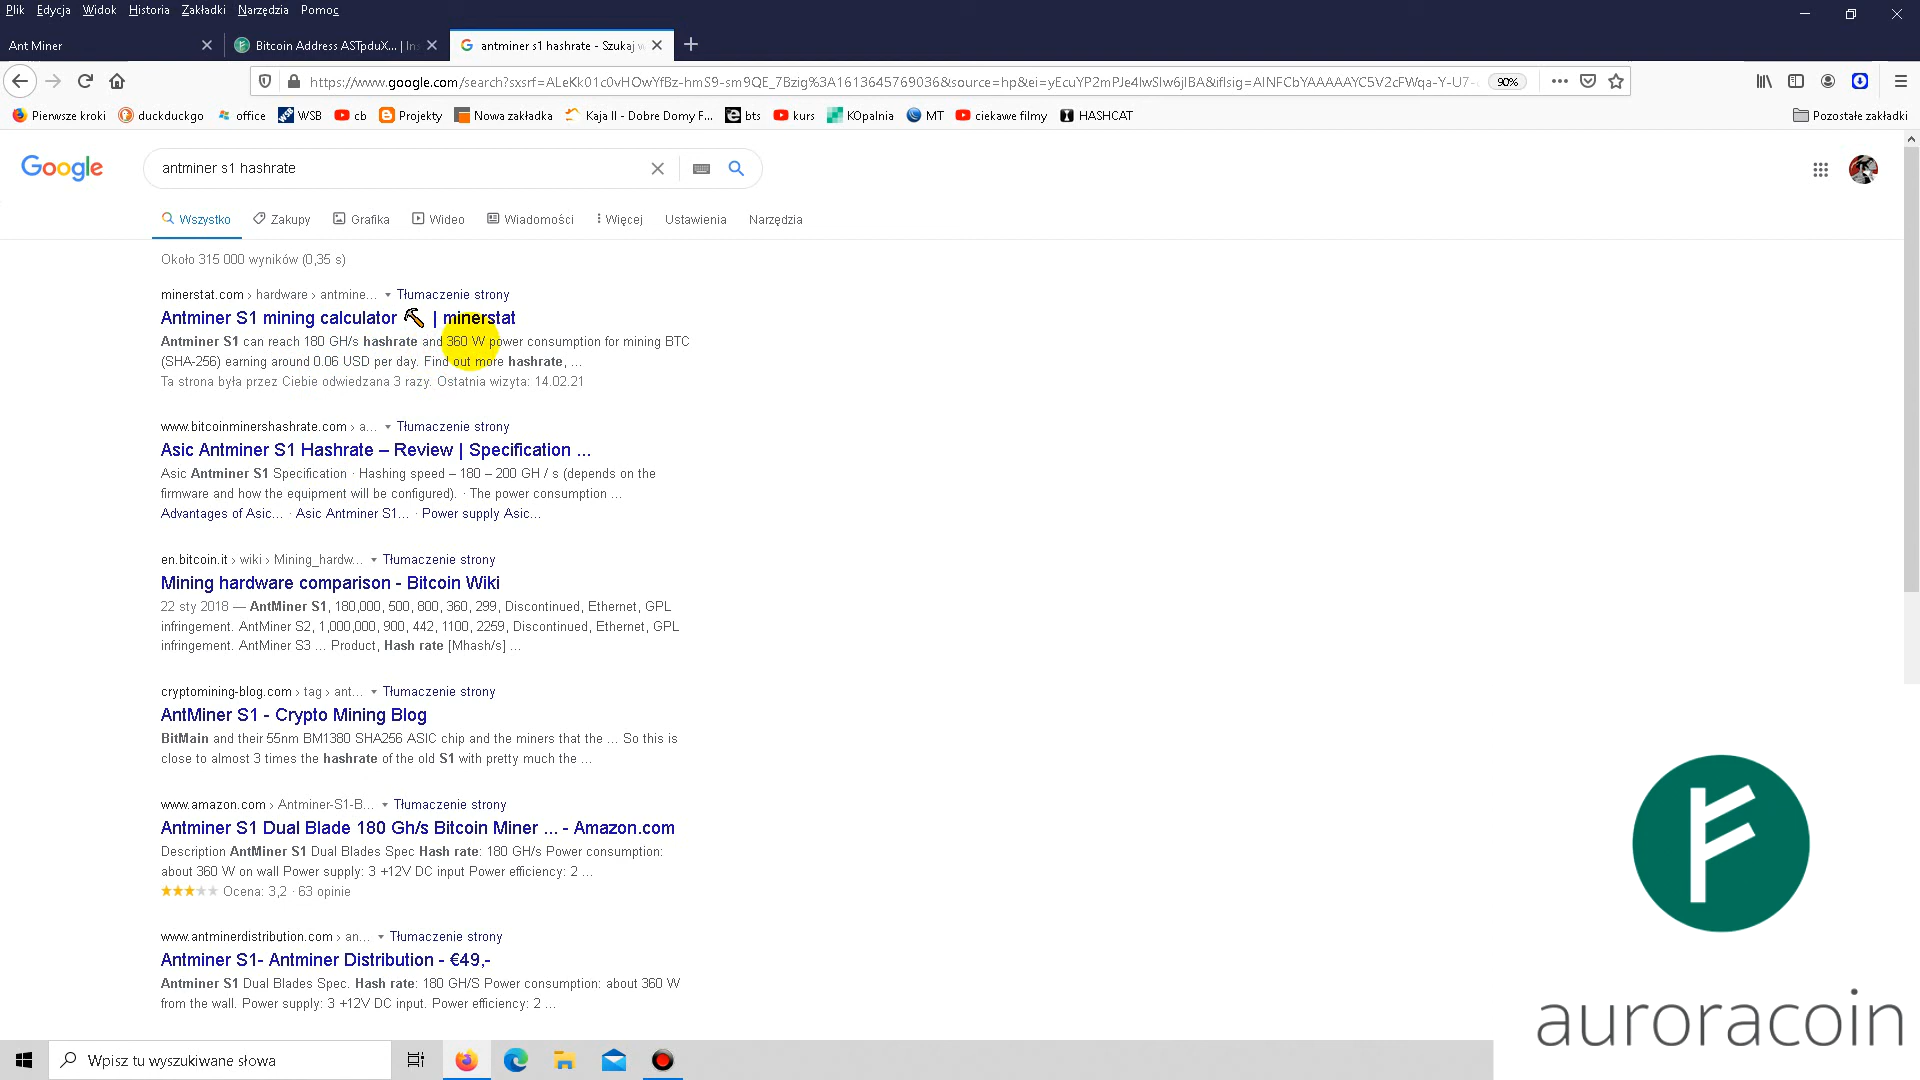 Plik Edycja Widok Historia Zakładki Narzędzia Pomoc
Ant Miner
Bitcoin Address ASTpduX... | In
antminer s1 hashrate - Szukaj w
https://www.google.com/search?sxsrf=ALeKk01c0vHOwYfBz-hmS9-sm9QE_7Bzig%3A1613645769036&source=hp&ei=yEcuYP2mPJe4lwSlw6jIBA&iflsig=AINFCbYAAAAAYC5V2cFWqa-Y-U7-
90%
Pierwsze kroki duckduckgo office WSB cb Projekty Nowa zakładka Kaja II - Dobre Domy F... bts kurs KOpalnia MT ciekawe filmy HASHCAT Pozostałe zakładki
Google
antminer s1 hashrate
Wszystko Zakupy Grafika Wideo Wiadomości Więcej Ustawienia Narzędzia
Około 315 000 wyników (0,35 s)
minerstat.com › hardware › antmine... Tłumaczenie strony
Antminer S1 mining calculator ⛏ | minerstat
Antminer S1 can reach 180 GH/s hashrate and 360 W power consumption for mining BTC
(SHA-256) earning around 0.06 USD per day. Find out more hashrate, ...
Ta strona była przez Ciebie odwiedzana 3 razy. Ostatnia wizyta: 14.02.21
www.bitcoinminershashrate.com › a... Tłumaczenie strony
Asic Antminer S1 Hashrate – Review | Specification ...
Asic Antminer S1 Specification · Hashing speed – 180 – 200 GH / s (depends on the
firmware and how the equipment will be configured). · The power consumption ...
Advantages of Asic... · Asic Antminer S1... · Power supply Asic...
en.bitcoin.it › wiki › Mining_hardw... Tłumaczenie strony
Mining hardware comparison - Bitcoin Wiki
22 sty 2018 — AntMiner S1, 180,000, 500, 800, 360, 299, Discontinued, Ethernet, GPL
infringement. AntMiner S2, 1,000,000, 900, 442, 1100, 2259, Discontinued, Ethernet, GPL
infringement. AntMiner S3 ... Product, Hash rate [Mhash/s] ...
cryptomining-blog.com › tag › ant... Tłumaczenie strony
AntMiner S1 - Crypto Mining Blog
BitMain and their 55nm BM1380 SHA256 ASIC chip and the miners that the ... So this is
close to almost 3 times the hashrate of the old S1 with pretty much the ...
www.amazon.com › Antminer-S1-B... Tłumaczenie strony
Antminer S1 Dual Blade 180 Gh/s Bitcoin Miner ... - Amazon.com
Description AntMiner S1 Dual Blades Spec Hash rate: 180 GH/s Power consumption:
about 360 W on wall Power supply: 3 +12V DC input Power efficiency: 2 ...
Ocena: 3,2 · 63 opinie
www.antminerdistribution.com › an... Tłumaczenie strony
Antminer S1- Antminer Distribution - €49,-
Antminer S1 Dual Blades Spec. Hash rate: 180 GH/S Power consumption: about 360 W
from the wall. Power supply: 3 +12V DC input. Power efficiency: 2 ...
auroracoin
Wpisz tu wyszukiwane słowa